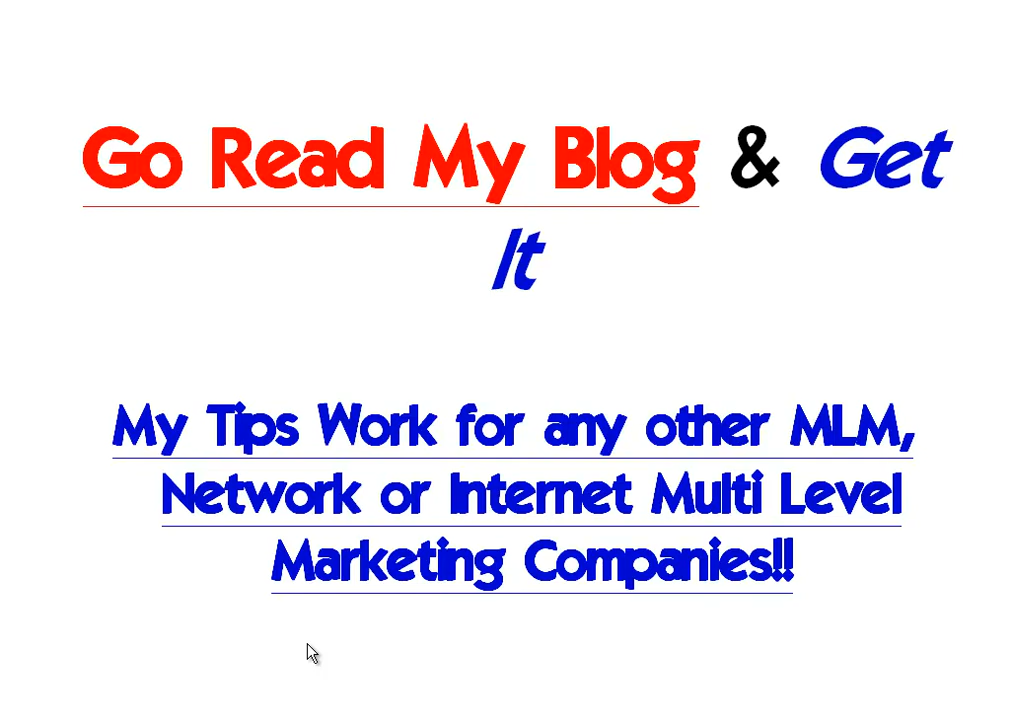 Go Read My Blog & Get
It
My Tips Work for any other MLM,
Network or Internet Multi Level
Marketing Companies!!